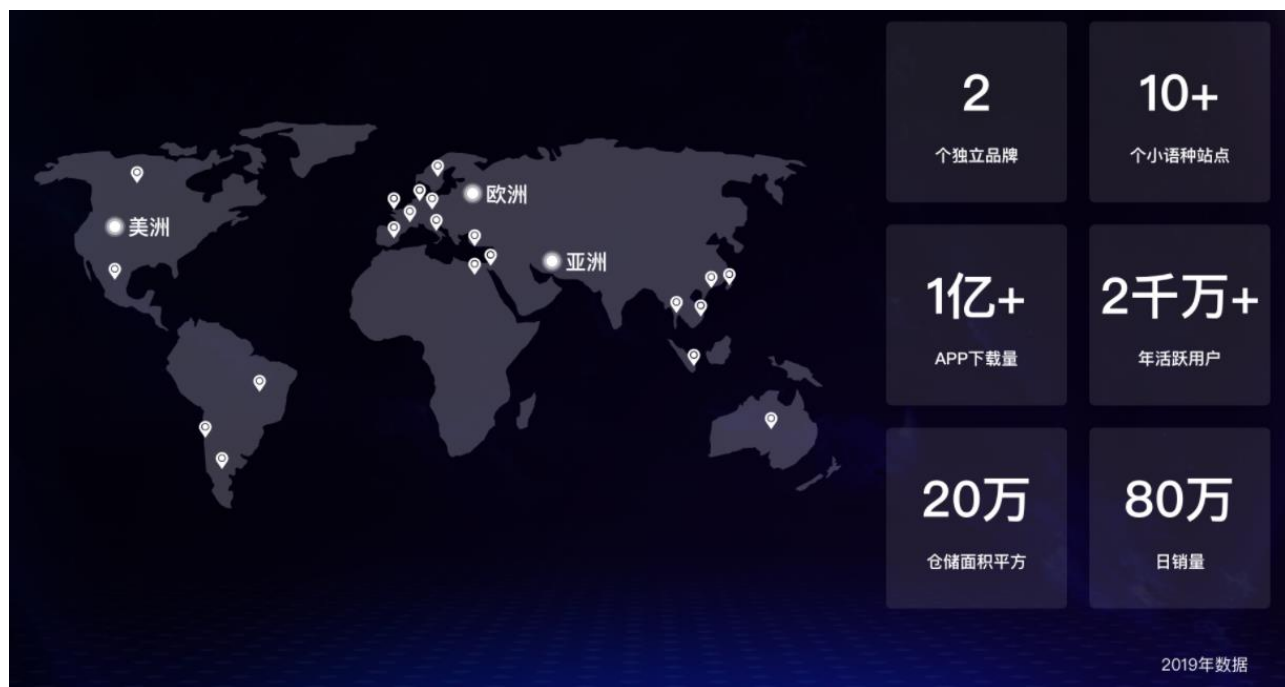 美洲
欧洲
亚洲
2
个独立品牌
10+
个小语种站点
1亿+
APP下载量
2千万+
年活跃用户
20万
仓储面积平方
80万
日销量
2019年数据